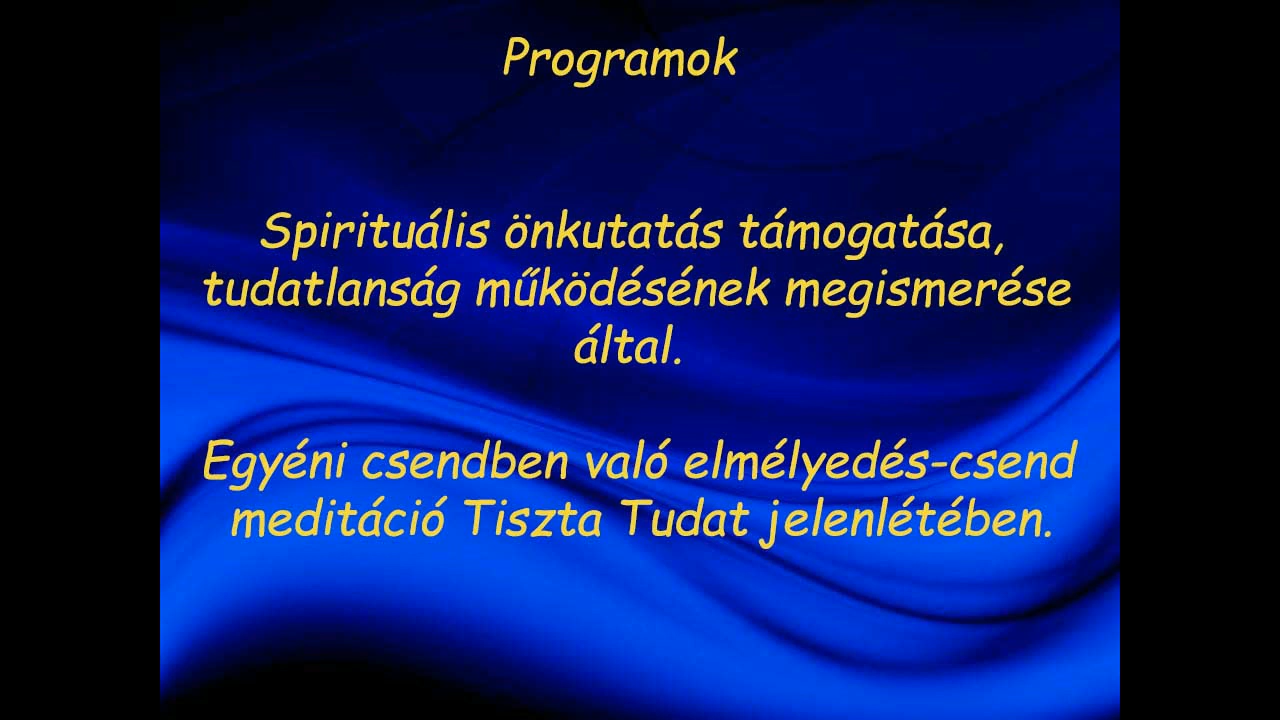 Programok
Spirituális önkutatás támogatása,
tudatlanság működésének megismerése
által.
Egyéni csendben való elmélyedés-csend
meditáció Tiszta Tudat jelenlétében.